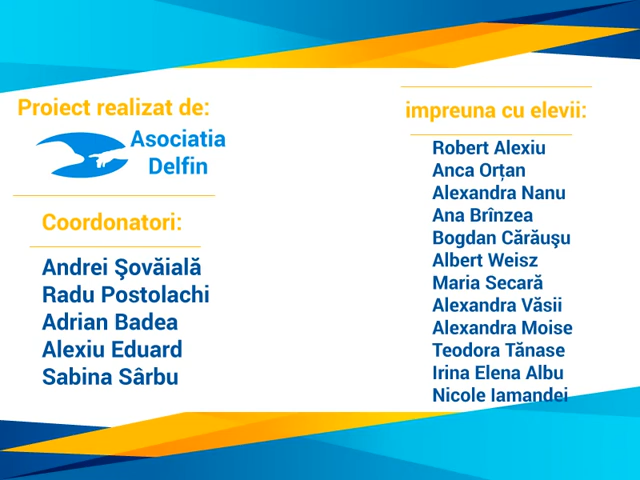 Proiect realizat de:
Asociatia
Delfin
Coordonatori:
Andrei Şovăială
Radu Postolachi
Adrian Badea
Alexiu Eduard
Sabina Sârbu
impreuna cu elevii:
Robert Alexiu
Anca Orțan
Alexandra Nanu
Ana Brînzea
Bogdan Cărăuşu
Albert Weisz
Maria Secară
Alexandra Văsii
Alexandra Moise
Teodora Tănase
Irina Elena Albu
Nicole Iamandei